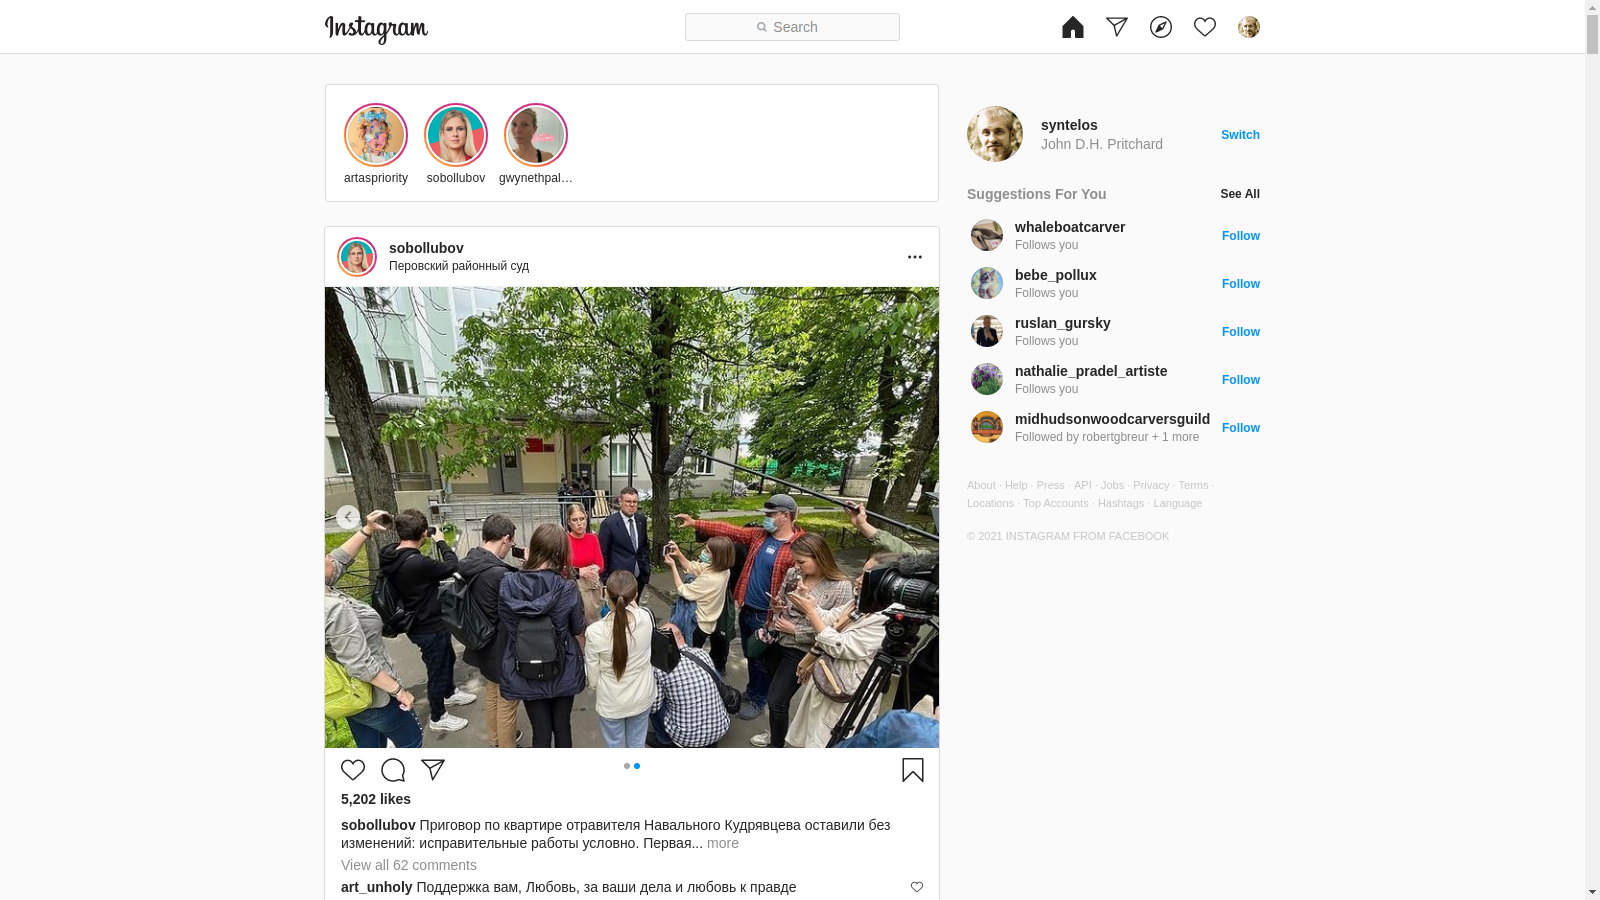 Instagram
Search
artaspriority
sobollubov
gwynethpal...
syntelos
John D.H. Pritchard
Switch
Suggestions For You
See All
whaleboatcarver
Follows you
Follow
bebe_pollux
Follows you
Follow
ruslan_gursky
Follows you
Follow
nathalie_pradel_artiste
Follows you
Follow
midhudsonwoodcarversguild
Followed by robertgbreur + 1 more
Follow
About · Help · Press · API · Jobs · Privacy · Terms ·
Locations · Top Accounts · Hashtags · Language
© 2021 INSTAGRAM FROM FACEBOOK
sobollubov
Перовский районный суд
5,202 likes
sobollubov Приговор по квартире отравителя Навального Кудрявцева оставили без
изменений: исправительные работы условно. Первая... more
View all 62 comments
art_unholy Поддержка вам, Любовь, за ваши дела и любовь к правде